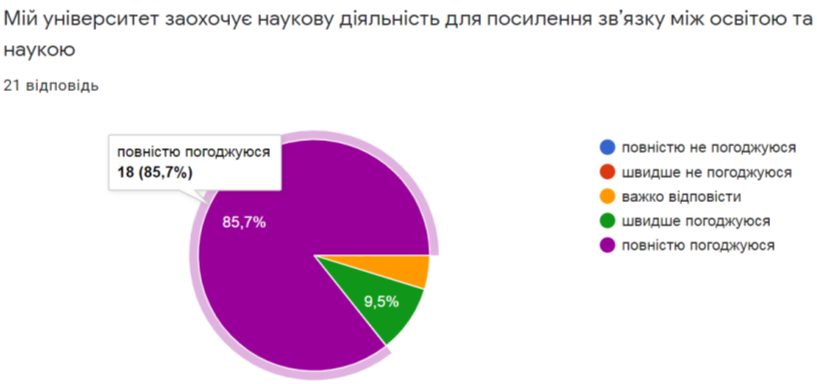 Мій університет заохочує наукову діяльність для посилення зв’язку між освітою та
наукою
21 відповідь
повністю погоджуюся
18 (85,7%)
85,7%
9,5%
повністю не погоджуюся
швидше не погоджуюся
важко відповісти
швидше погоджуюся
повністю погоджуюся